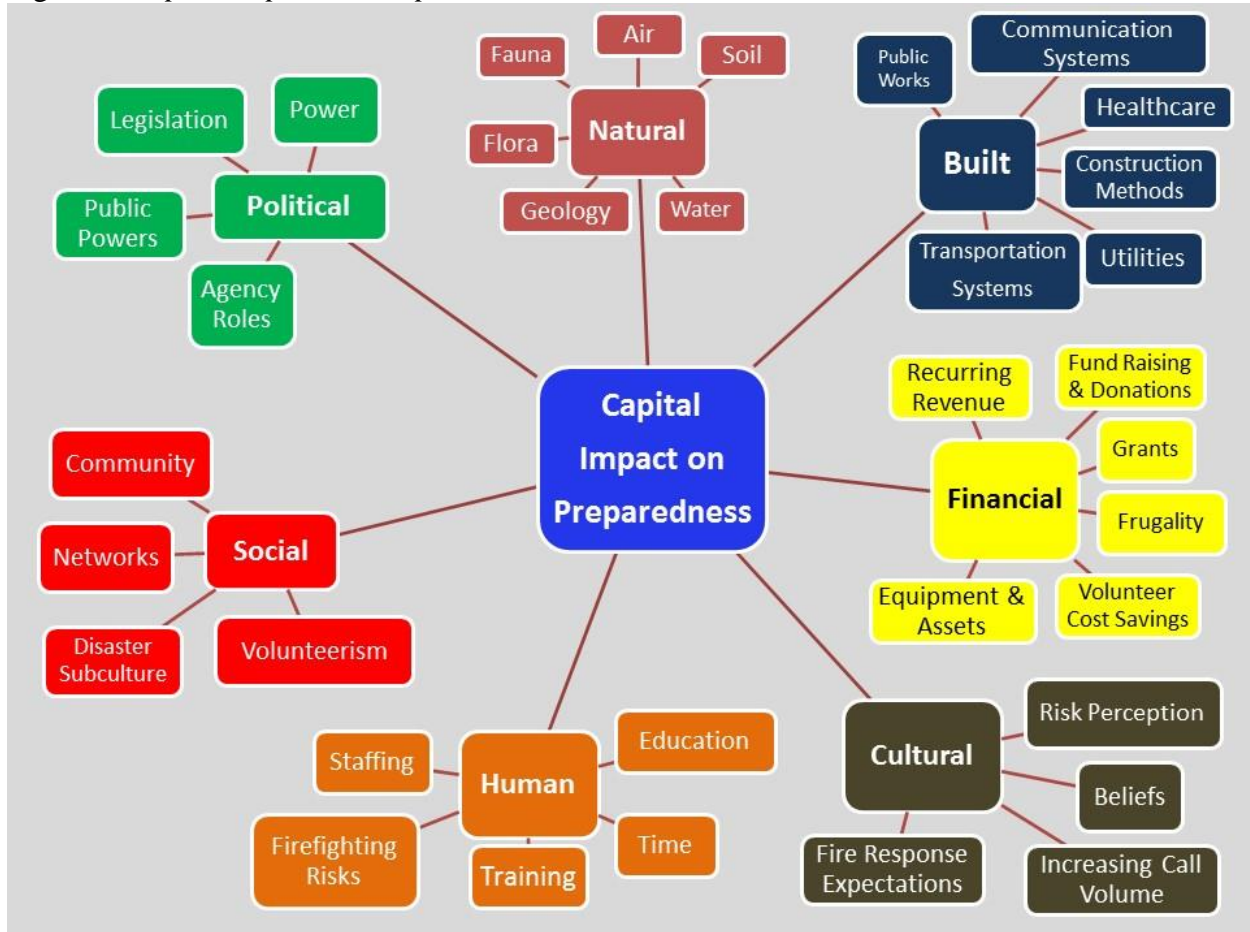 Capital
Impact on
Preparedness
Natural
Fauna
Air
Soil
Flora
Geology
Water
Built
Public
Works
Communication
Systems
Healthcare
Construction
Methods
Utilities
Transportation
Systems
Financial
Recurring
Revenue
Fund Raising
& Donations
Grants
Frugality
Volunteer
Cost Savings
Equipment &
Assets
Cultural
Risk Perception
Beliefs
Increasing Call
Volume
Fire Response
Expectations
Human
Education
Time
Training
Firefighting
Risks
Staffing
Social
Community
Networks
Disaster
Subculture
Volunteerism
Political
Legislation
Power
Public
Powers
Agency
Roles